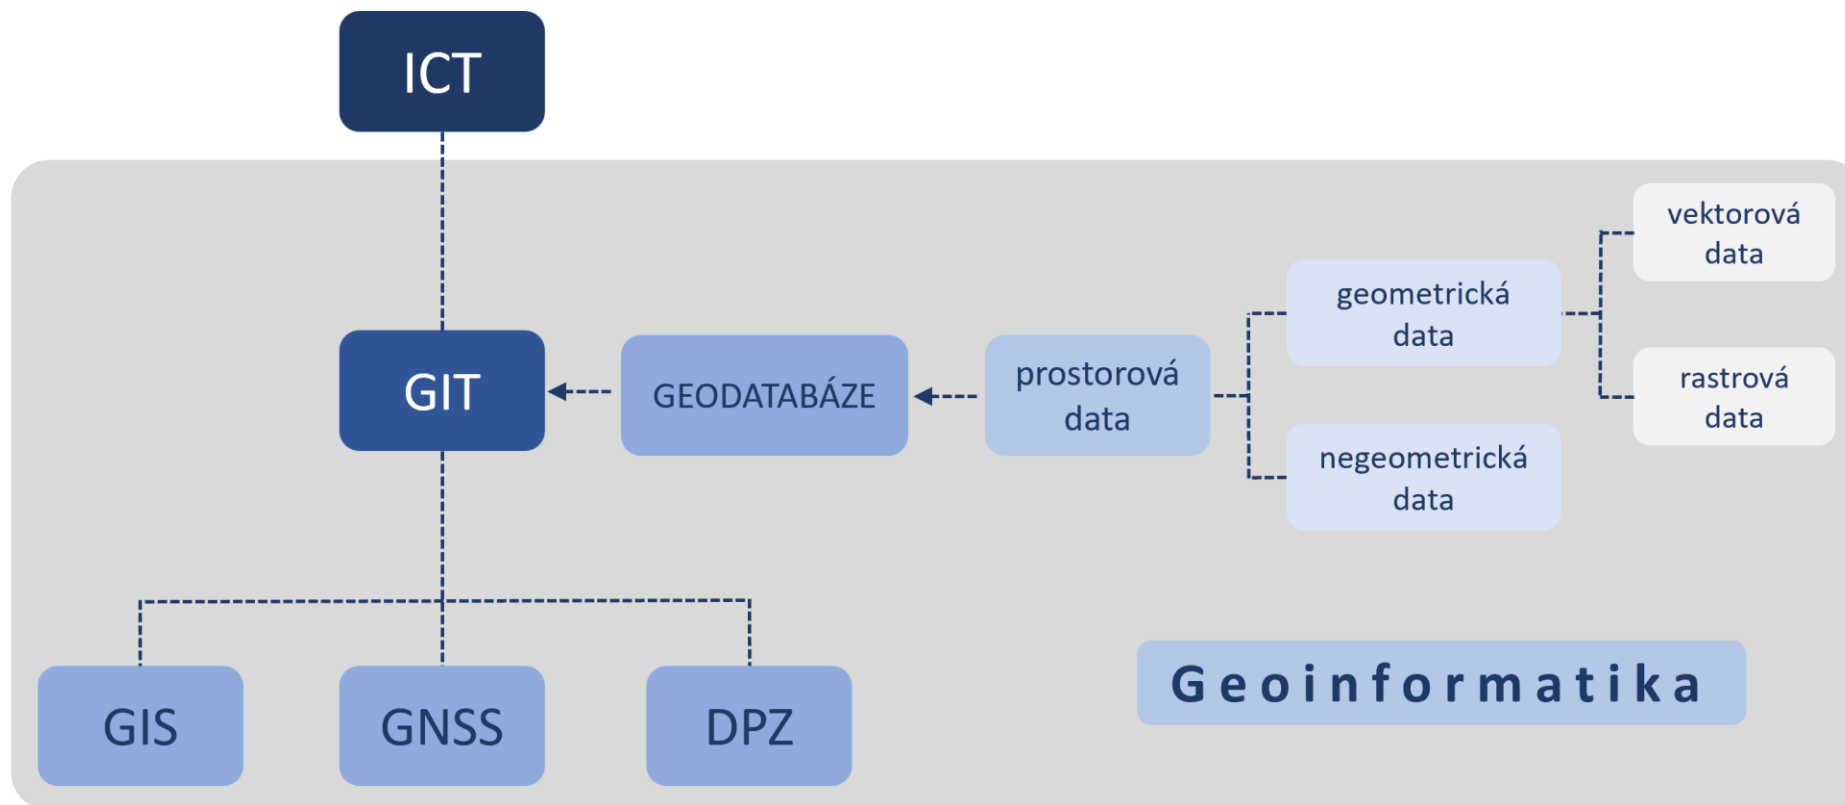 ICT
vektorová
data
geometrická
data
GIT
GEODATABÁZE
prostorová
data
rastrová
data
negeometrická
data
Geoinformatika
GIS
GNSS
DPZ